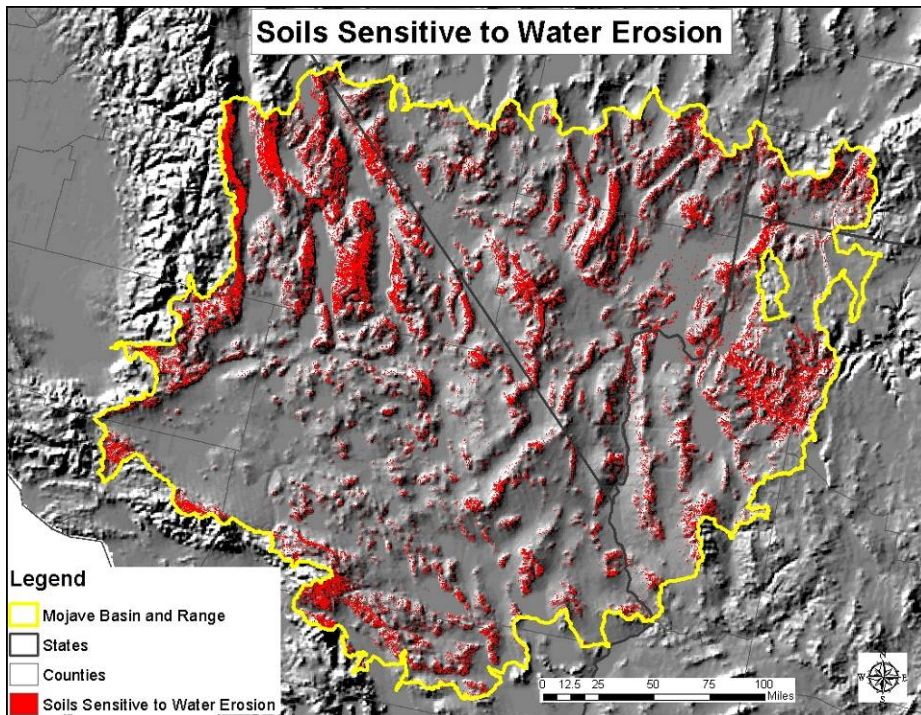 Soils Sensitive to Water Erosion
Legend
Mojave Basin and Range
States
Counties
Soils Sensitive to Water Erosion
0 12.5 25 50 75 100
Miles
N
W E
S